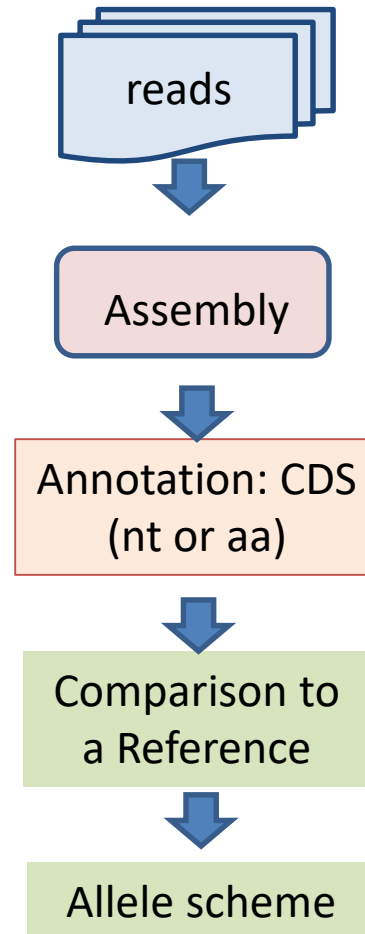 reads
Assembly
Annotation: CDS
(nt or aa)
Comparison to
a Reference
Allele scheme